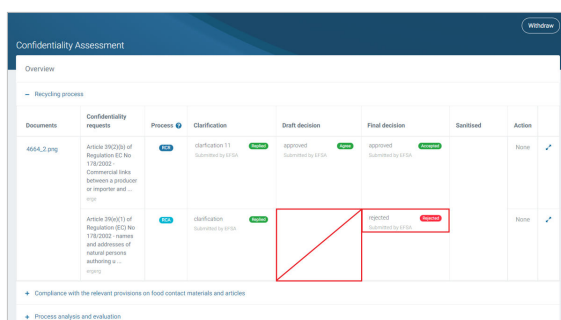 Withdraw
Confidentiality Assessment
Overview
− Recycling process
Documents
Confidentiality
requests
Process
Clarification
Draft decision
Final decision
Sanitised
Action
4664_2.png
Article 39(2)(b) of
Regulation EC No
178/2002 -
Commercial links
between a producer
or importer and ...
erge
RCR
clarfication 11
Replied
Submitted by EFSA
approved
Agree
Submitted by EFSA
approved
Accepted
Submitted by EFSA
None
Article 39(e)(1) of
Regulation (EC) No
178/2002 - names
and addresses of
natural persons
authoring a ...
ergerg
RCA
clarification
Replied
Submitted by EFSA
rejected
Rejected
Submitted by EFSA
None
+ Compliance with the relevant provisions on food contact materials and articles
+ Process analysis and evaluation